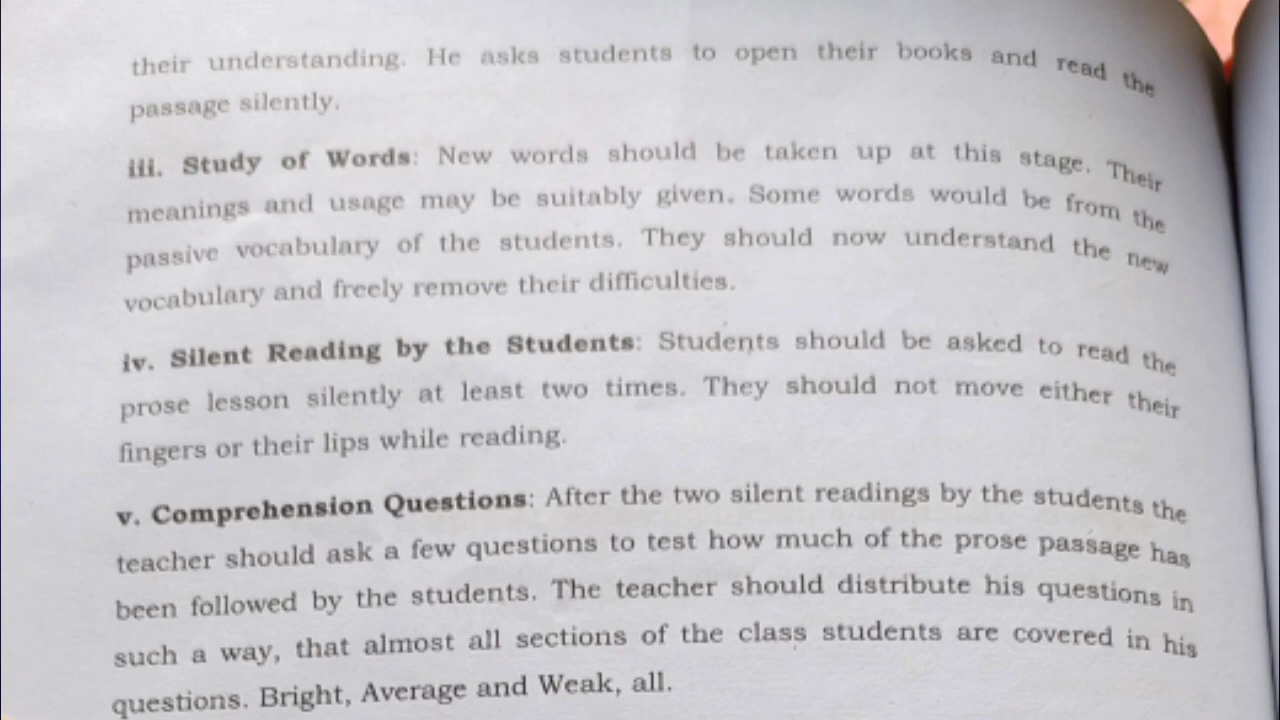 their understanding. He asks students to open their books and read the
passage silently.
iii. Study of Words: New words should be taken up at this stage. Their
meanings and usage may be suitably given. Some words would be from the
passive vocabulary of the students. They should now understand the new
vocabulary and freely remove their difficulties.
iv. Silent Reading by the Students: Students should be asked to read the
prose lesson silently at least two times. They should not move either their
fingers or their lips while reading.
v. Comprehension Questions: After the two silent readings by the students the
teacher should ask a few questions to test how much of the prose passage has
been followed by the students. The teacher should distribute his questions in
such a way, that almost all sections of the class students are covered in his
questions. Bright, Average and Weak, all.